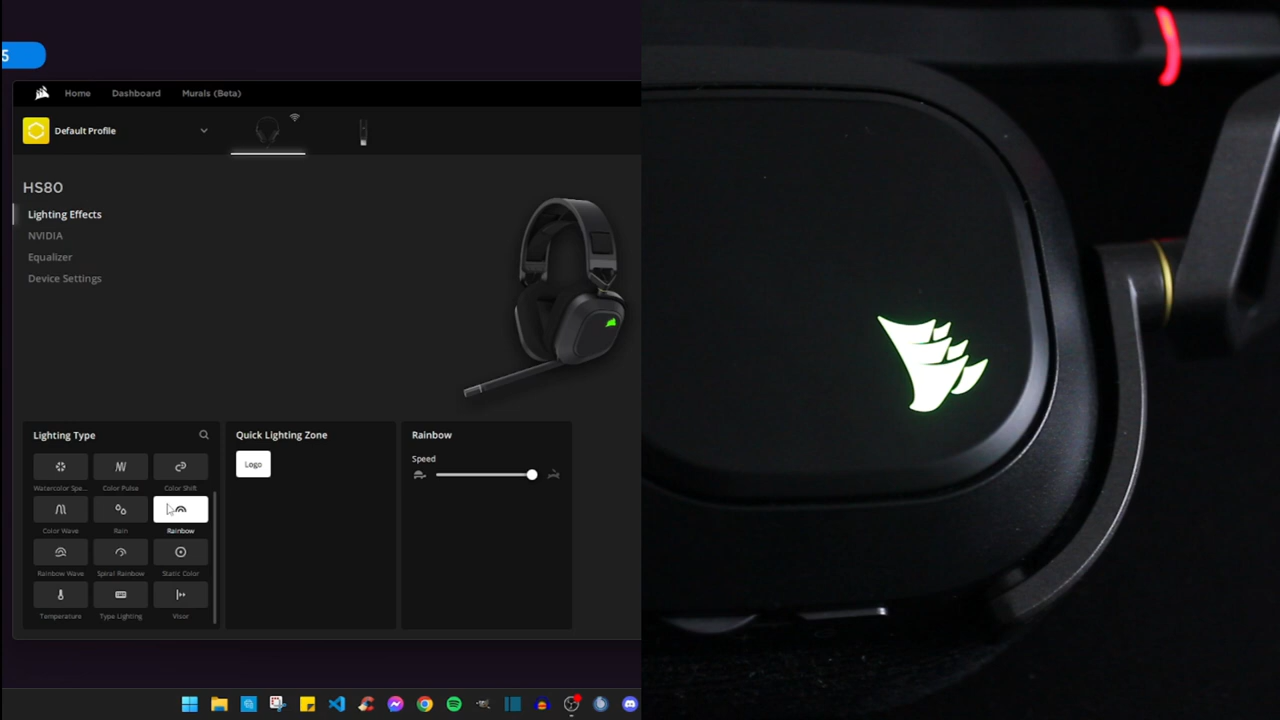 S
Home
Dashboard
Murals (Beta)
Default Profile
HS80
Lighting Effects
NVIDIA
Equalizer
Device Settings
Lighting Type
Watercolor Spe...
Color Pulse
Color Shift
Color Wave
Rain
Rainbow
Rainbow Wave
Spiral Rainbow
Static Color
Temperature
Type Lighting
Visor
Quick Lighting Zone
Logo
Rainbow
Speed